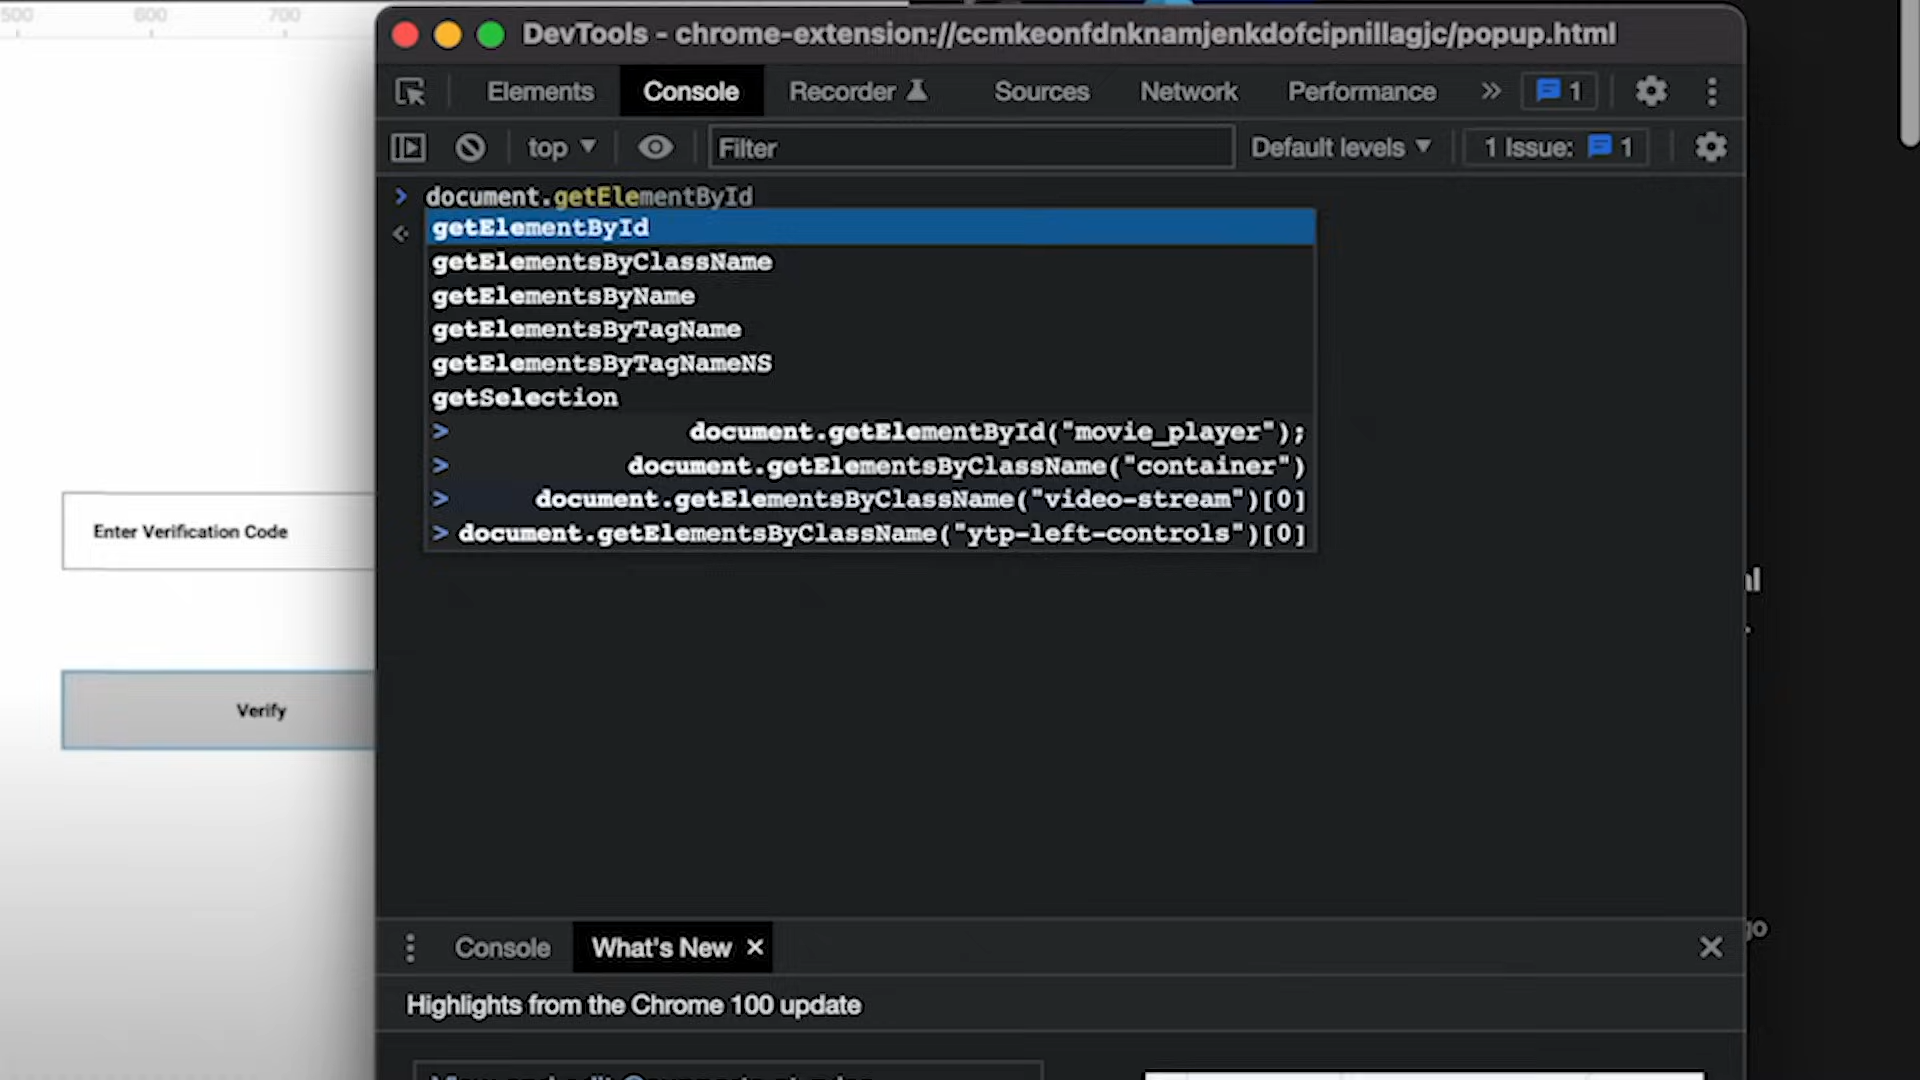 500 600 700
DevTools - chrome-extension://ccmkeonfdnknamjenkdofcipnillagjc/popup.html
Elements Console Recorder Sources Network Performance » 1
top Filter Default levels 1 Issue: 1
> document.getElementById
getElementById
getElementsByClassName
getElementsByName
getElementsByTagName
getElementsByTagNameNS
getSelection
> document.getElementById("movie_player");
> document.getElementsByClassName("container")
> document.getElementsByClassName("video-stream")[0]
> document.getElementsByClassName("ytp-left-controls")[0]
Enter Verification Code
Verify
Console What's New ×
Highlights from the Chrome 100 update